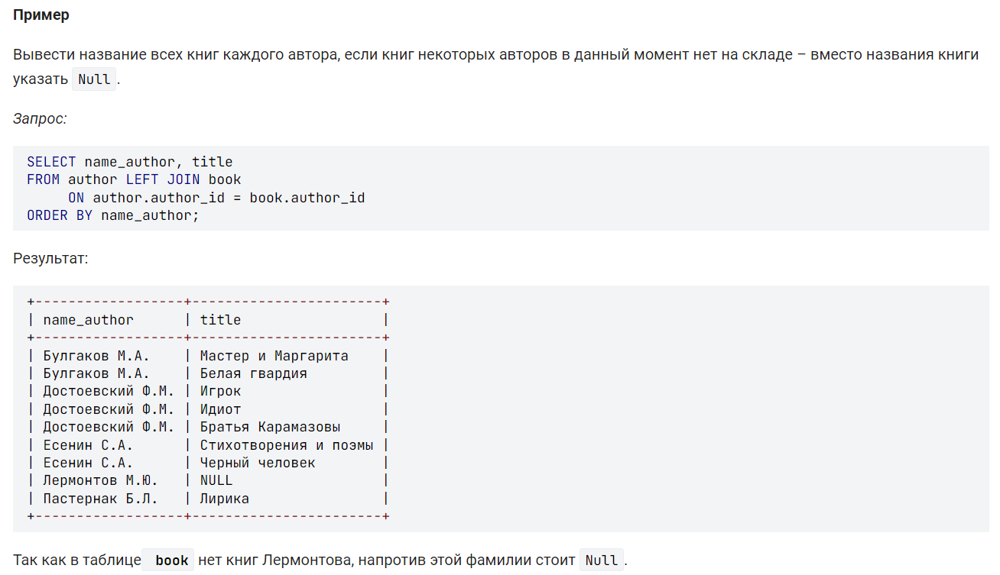 Пример
Вывести название всех книг каждого автора, если книг некоторых авторов в данный момент нет на складе – вместо названия книги
указать Null.
Запрос:
SELECT name_author, title
FROM author LEFT JOIN book
     ON author.author_id = book.author_id
ORDER BY name_author;
Результат:
+------------------+-----------------------+
| name_author      | title                 |
+------------------+-----------------------+
| Булгаков М.А.    | Мастер и Маргарита    |
| Булгаков М.А.    | Белая гвардия         |
| Достоевский Ф.М. | Игрок                 |
| Достоевский Ф.М. | Идиот                 |
| Достоевский Ф.М. | Братья Карамазовы     |
| Есенин С.А.      | Стихотворения и поэмы |
| Есенин С.А.      | Черный человек        |
| Лермонтов М.Ю.   | NULL                  |
| Пастернак Б.Л.   | Лирика                |
+------------------+-----------------------+
Так как в таблице book нет книг Лермонтова, напротив этой фамилии стоит Null.